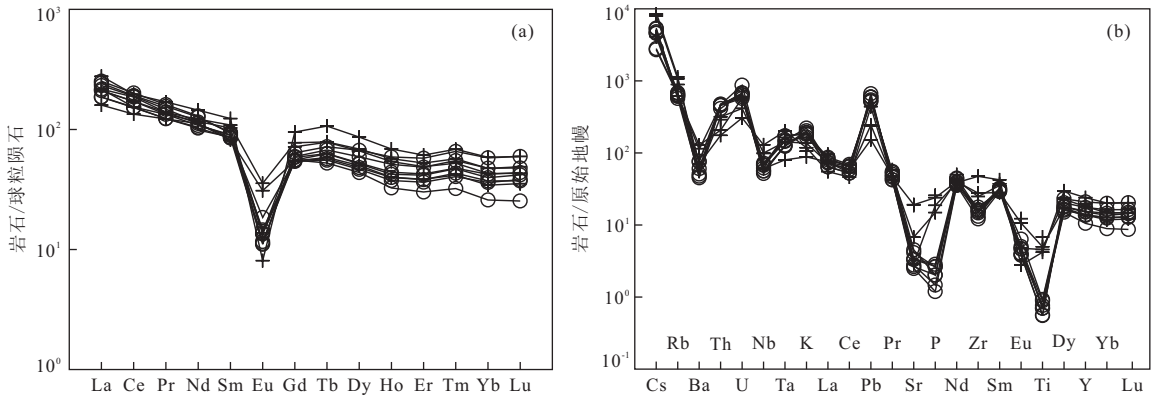 10³
(a)
10²
岩石/球粒陨石
10¹
10⁰
La Ce Pr Nd Sm Eu Gd Tb Dy Ho Er Tm Yb Lu
10⁴
(b)
10³
10²
岩石/原始地幔
10¹
10⁰
10⁻¹
Rb Th Nb K Ce Pr P Zr Eu Dy Yb
Cs Ba U Ta La Pb Sr Nd Sm Ti Y Lu